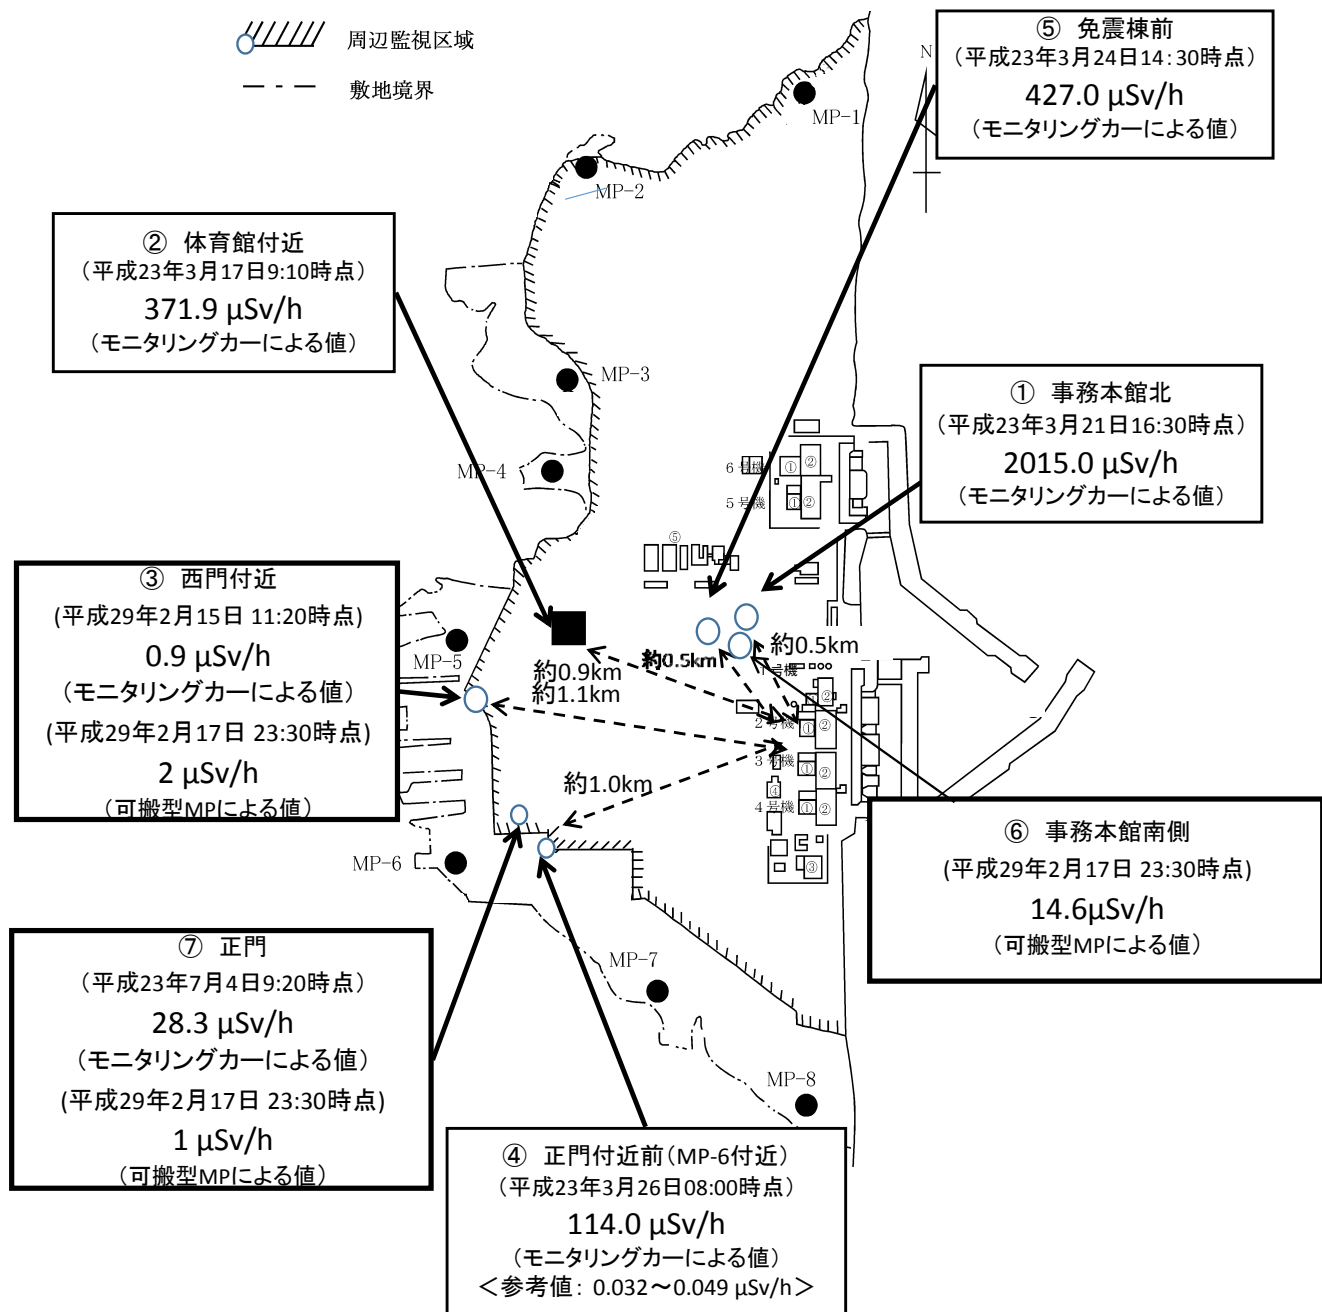 周辺監視区域
敷地境界
⑤ 免震棟前
（平成23年3月24日14:30時点）
427.0 μSv/h
（モニタリングカーによる値）
N
MP-1
MP-2
② 体育館付近
（平成23年3月17日9:10時点）
371.9 μSv/h
（モニタリングカーによる値）
MP-3
MP-4
① 事務本館北
（平成23年3月21日16:30時点）
2015.0 μSv/h
（モニタリングカーによる値）
6号機
① ②
5号機
① ②
⑤
③ 西門付近
(平成29年2月15日 11:20時点)
0.9 μSv/h
（モニタリングカーによる値）
(平成29年2月17日 23:30時点)
2 μSv/h
（可搬型MPによる値）
MP-5
約0.9km
約1.1km
約0.5km
約0.5km
号機
②
2号機
① ②
3号機
① ②
④
4号機
① ②
③
約1.0km
MP-6
⑥ 事務本館南側
(平成29年2月17日 23:30時点)
14.6μSv/h
（可搬型MPによる値）
⑦ 正門
（平成23年7月4日9:20時点）
28.3 μSv/h
（モニタリングカーによる値）
(平成29年2月17日 23:30時点)
1 μSv/h
（可搬型MPによる値）
MP-7
MP-8
④ 正門付近前（MP-6付近）
（平成23年3月26日08:00時点）
114.0 μSv/h
（モニタリングカーによる値）
＜参考値: 0.032～0.049 μSv/h＞